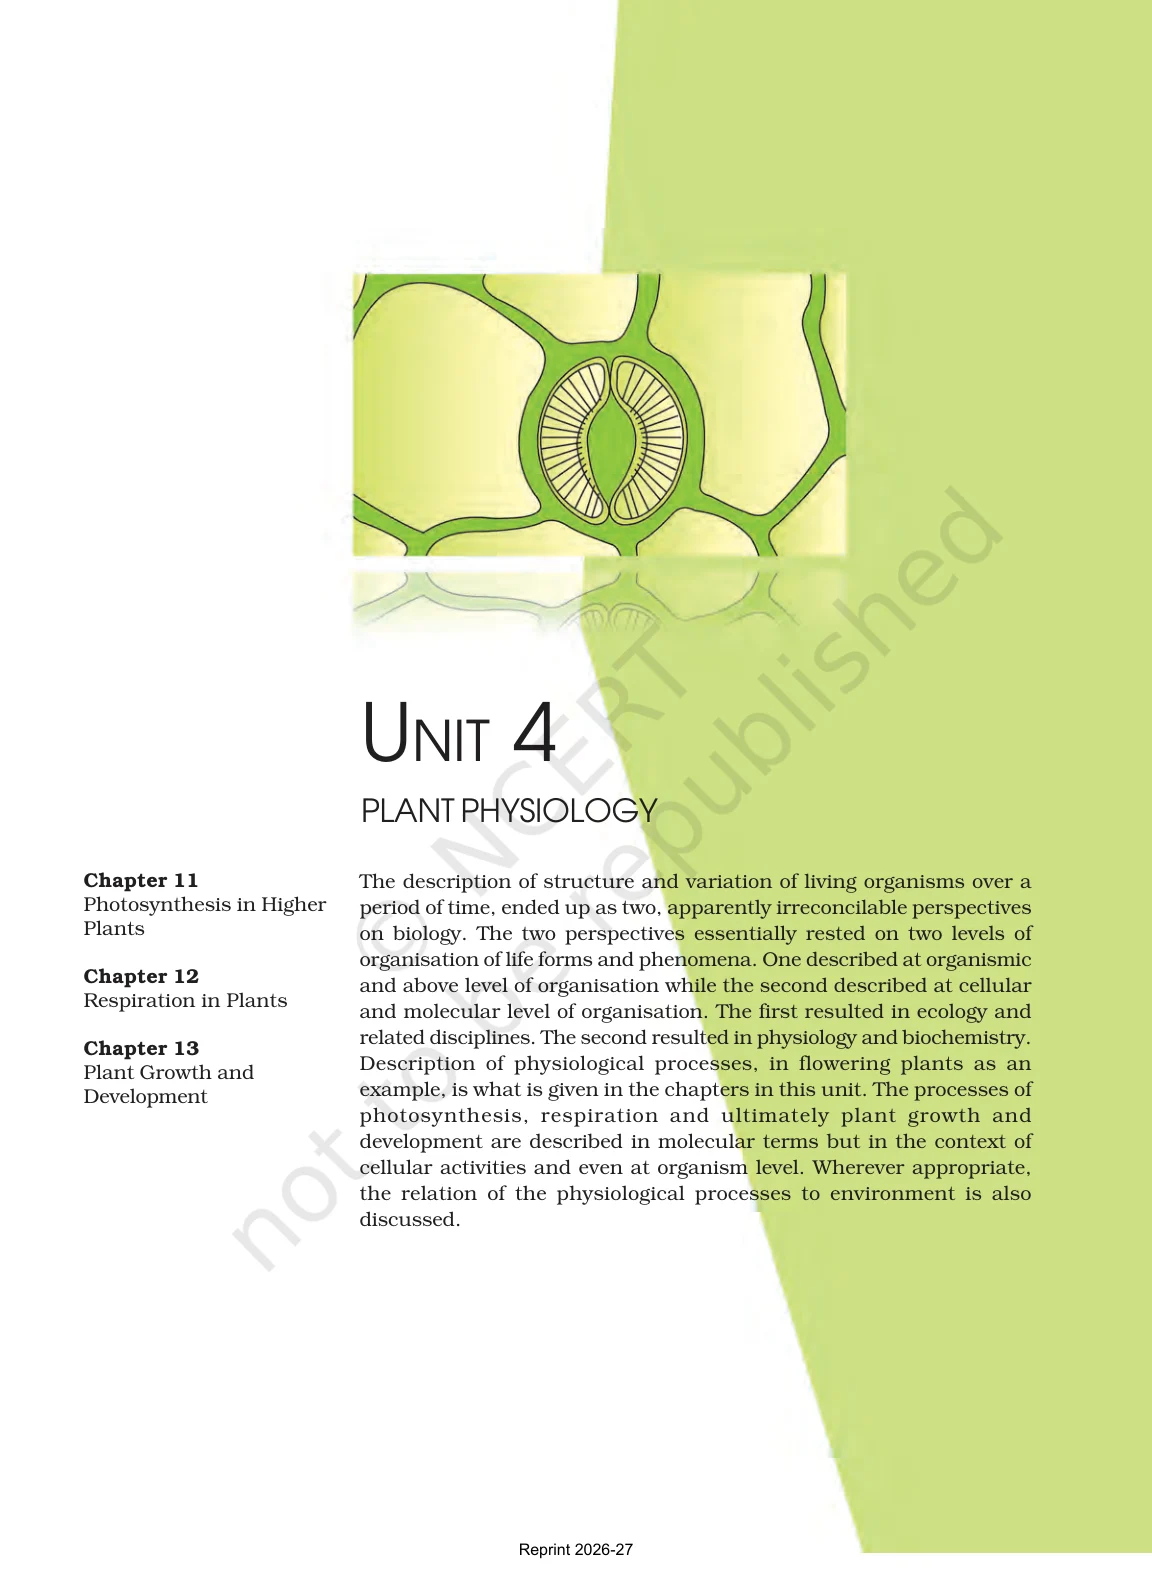 UNIT 4
PLANT PHYSIOLOGY
Chapter 11
Photosynthesis in Higher
Plants
Chapter 12
Respiration in Plants
Chapter 13
Plant Growth and
Development
The description of structure and variation of living organisms over a
period of time, ended up as two, apparently irreconcilable perspectives
on biology. The two perspectives essentially rested on two levels of
organisation of life forms and phenomena. One described at organismic
and above level of organisation while the second described at cellular
and molecular level of organisation. The first resulted in ecology and
related disciplines. The second resulted in physiology and biochemistry.
Description of physiological processes, in flowering plants as an
example, is what is given in the chapters in this unit. The processes of
photosynthesis, respiration and ultimately plant growth and
development are described in molecular terms but in the context of
cellular activities and even at organism level. Wherever appropriate,
the relation of the physiological processes to environment is also
discussed.
© NCERT
not to be republished
Reprint 2026-27